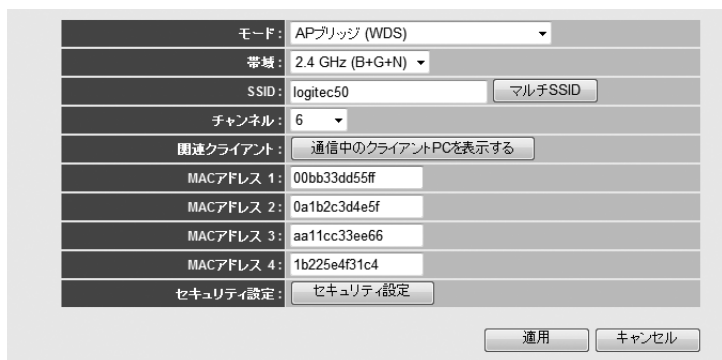 モード: APブリッジ (WDS)
帯域: 2.4 GHz (B+G+N)
SSID: logitec50 マルチSSID
チャンネル: 6
関連クライアント: 通信中のクライアントPCを表示する
MACアドレス 1: 00bb33dd55ff
MACアドレス 2: 0a1b2c3d4e5f
MACアドレス 3: aa11cc33ee66
MACアドレス 4: 1b225e4f31c4
セキュリティ設定: セキュリティ設定
適用 キャンセル